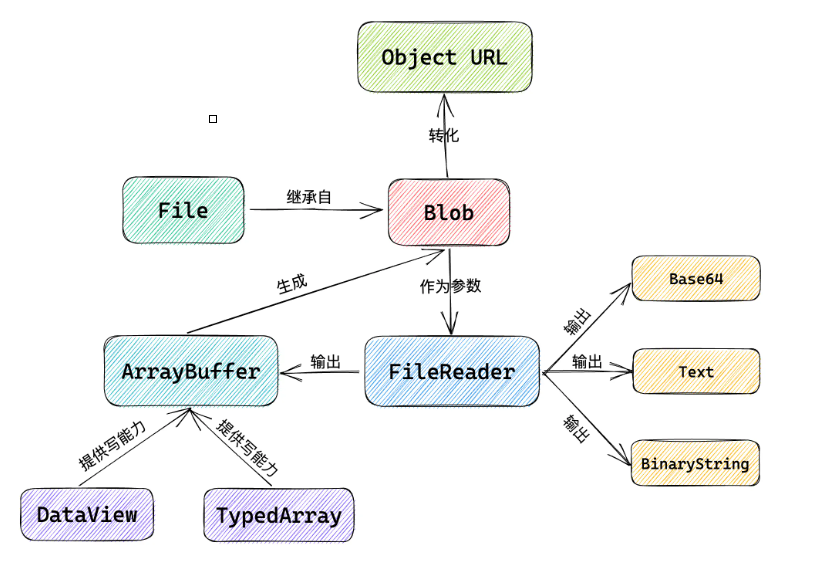 Object URL
转化
File
继承自
Blob
生成
作为参数
Base64
输出
ArrayBuffer
输出
FileReader
输出
Text
输出
BinaryString
提供写能力
提供写能力
DataView
TypedArray